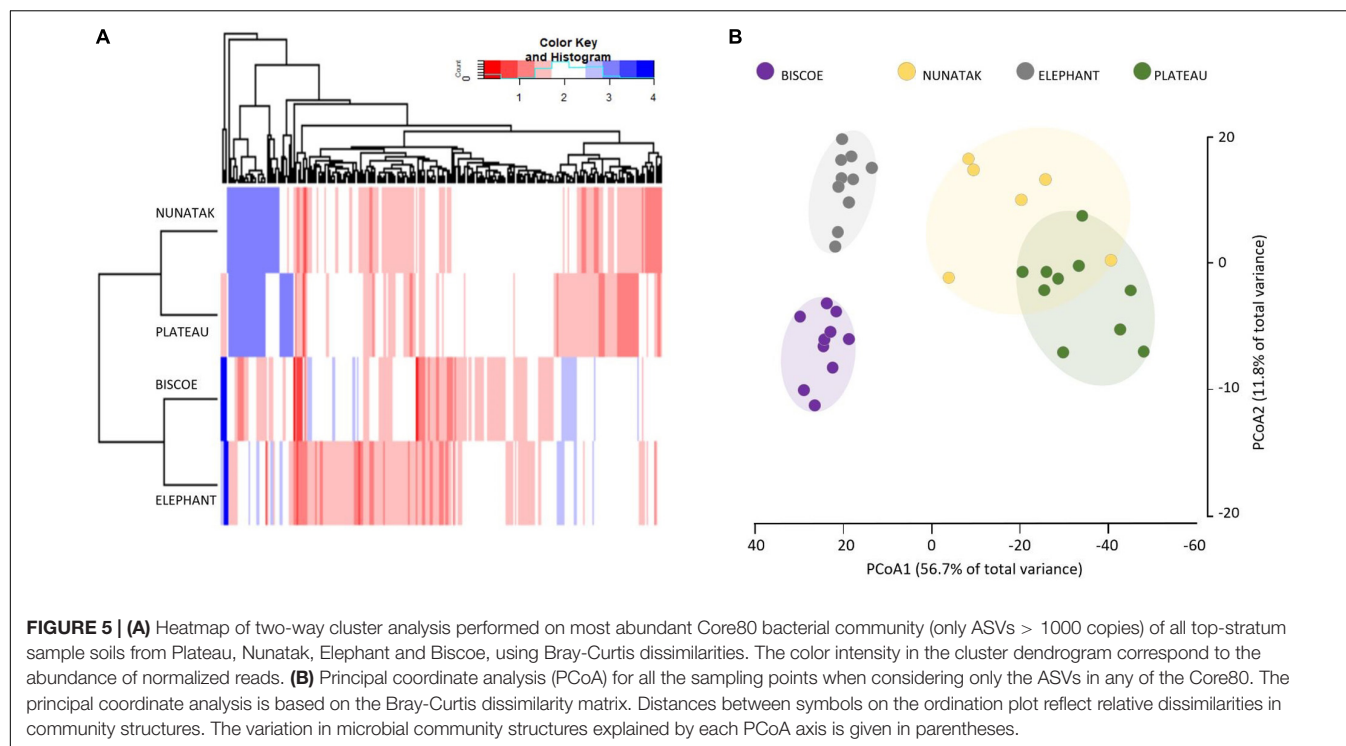 A
Color Key
and Histogram
Count
0
1 2 3 4
NUNATAK
PLATEAU
BISCOE
ELEPHANT
B
BISCOE NUNATAK ELEPHANT PLATEAU
20
0
-10
-20
PCoA2 (11.8% of total variance)
40 20 0 -20 -40 -60
PCoA1 (56.7% of total variance)
FIGURE 5 | (A) Heatmap of two-way cluster analysis performed on most abundant Core80 bacterial community (only ASVs > 1000 copies) of all top-stratum
sample soils from Plateau, Nunatak, Elephant and Biscoe, using Bray-Curtis dissimilarities. The color intensity in the cluster dendrogram correspond to the
abundance of normalized reads. (B) Principal coordinate analysis (PCoA) for all the sampling points when considering only the ASVs in any of the Core80. The
principal coordinate analysis is based on the Bray-Curtis dissimilarity matrix. Distances between symbols on the ordination plot reflect relative dissimilarities in
community structures. The variation in microbial community structures explained by each PCoA axis is given in parentheses.